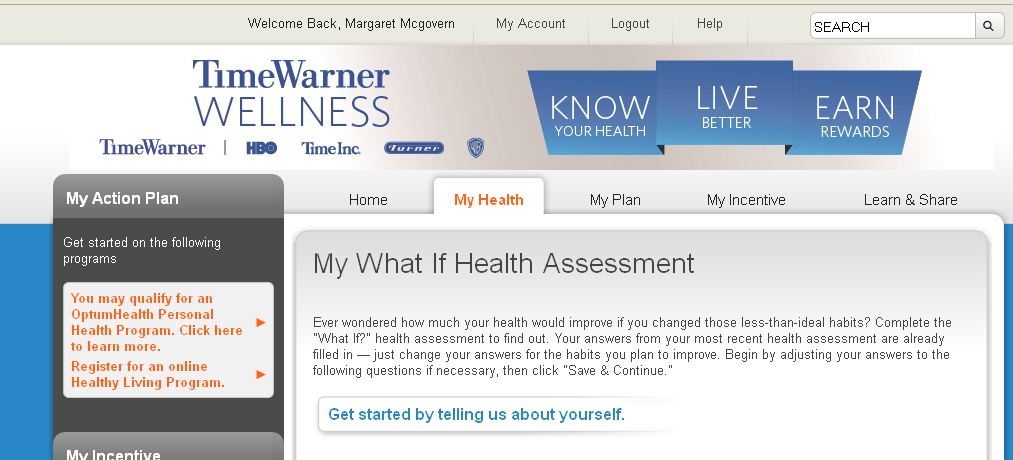 Welcome Back, Margaret Mcgovern
My Account
Logout
Help
SEARCH
TimeWarner
WELLNESS
TimeWarner | HBO TimeInc. Turner WB
KNOW
YOUR HEALTH
LIVE
BETTER
EARN
REWARDS
Home
My Health
My Plan
My Incentive
Learn & Share
My Action Plan
Get started on the following
programs
You may qualify for an
OptumHealth Personal
Health Program. Click here
to learn more.
Register for an online
Healthy Living Program.
My Incentive
My What If Health Assessment
Ever wondered how much your health would improve if you changed those less-than-ideal habits? Complete the
"What If?" health assessment to find out. Your answers from your most recent health assessment are already
filled in — just change your answers for the habits you plan to improve. Begin by adjusting your answers to the
following questions if necessary, then click "Save & Continue."
Get started by telling us about yourself.